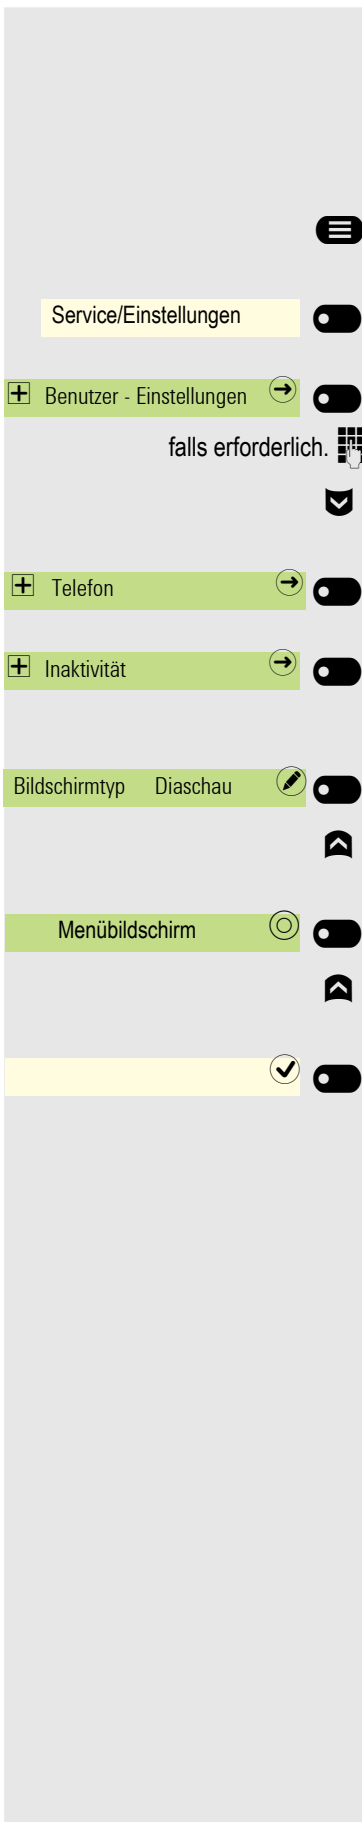 Service/Einstellungen
Benutzer - Einstellungen
falls erforderlich.
Telefon
Inaktivität
Bildschirmtyp Diaschau
Menübildschirm